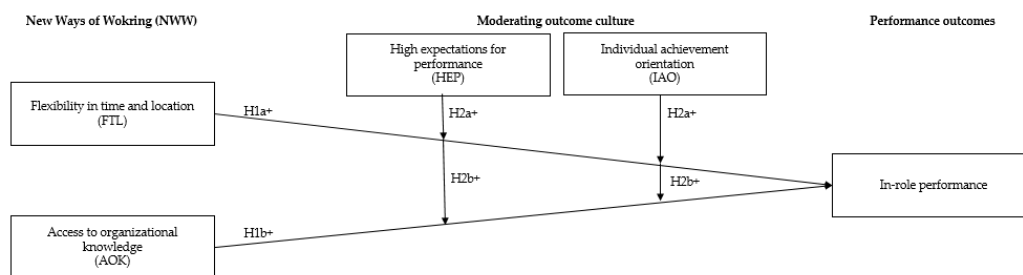 New Ways of Wokring (NWW)
Moderating outcome culture
Performance outcomes
High expectations for
performance
(HEP)
Individual achievement
orientation
(IAO)
Flexibility in time and location
(FTL)
H1a+
H2a+
H2a+
H2b+
H2b+
In-role performance
Access to organizational
knowledge
(AOK)
H1b+